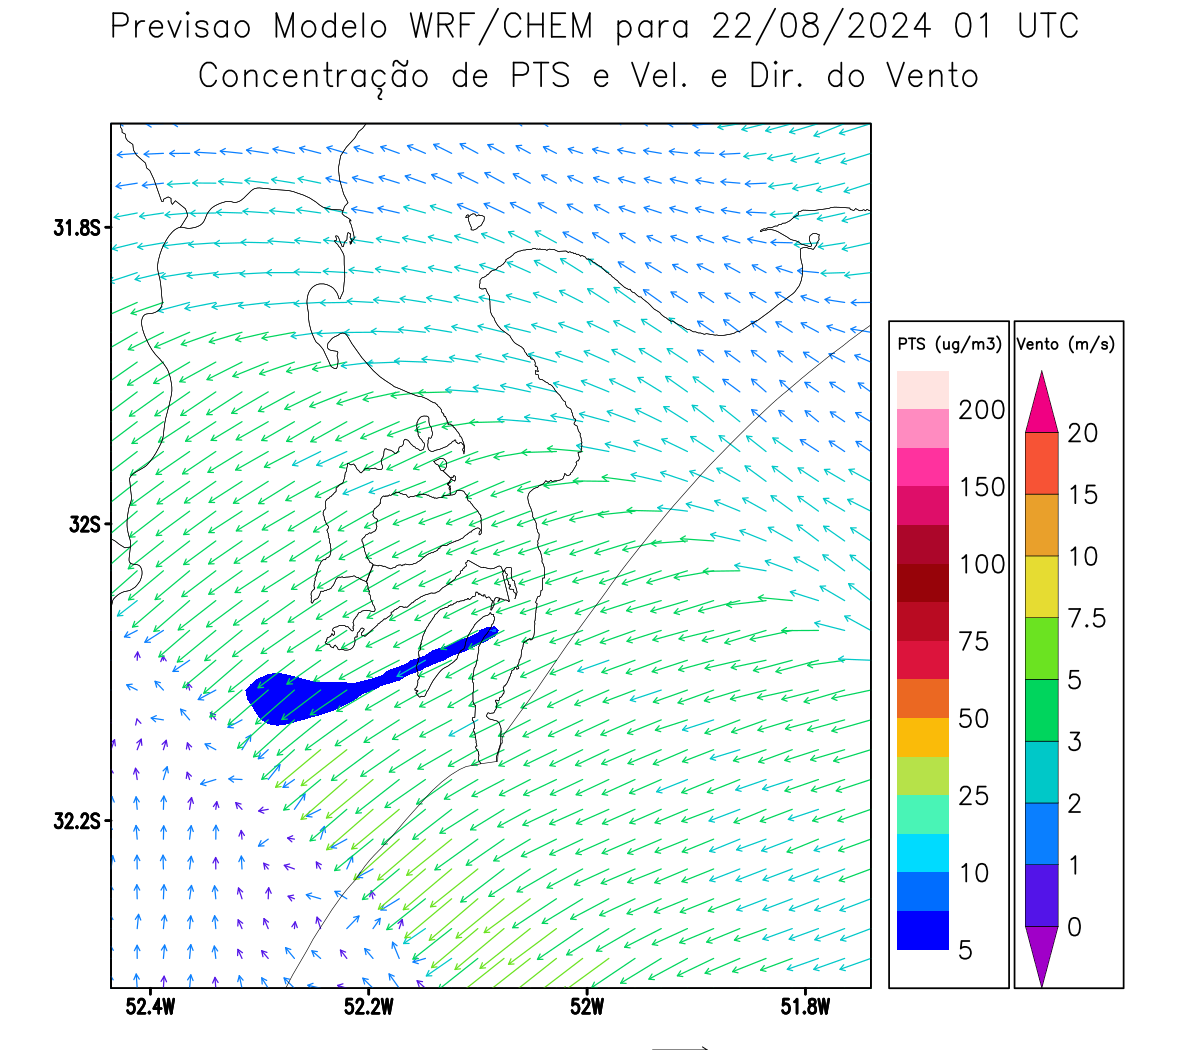 Previsao Modelo WRF/CHEM para 22/08/2024 01 UTC
Concentração de PTS e Vel. e Dir. do Vento
31.8S
32S
32.2S
52.4W
52.2W
52W
51.8W
PTS (ug/m3)
200
150
100
75
50
25
10
5
Vento (m/s)
20
15
10
7.5
5
3
2
1
0